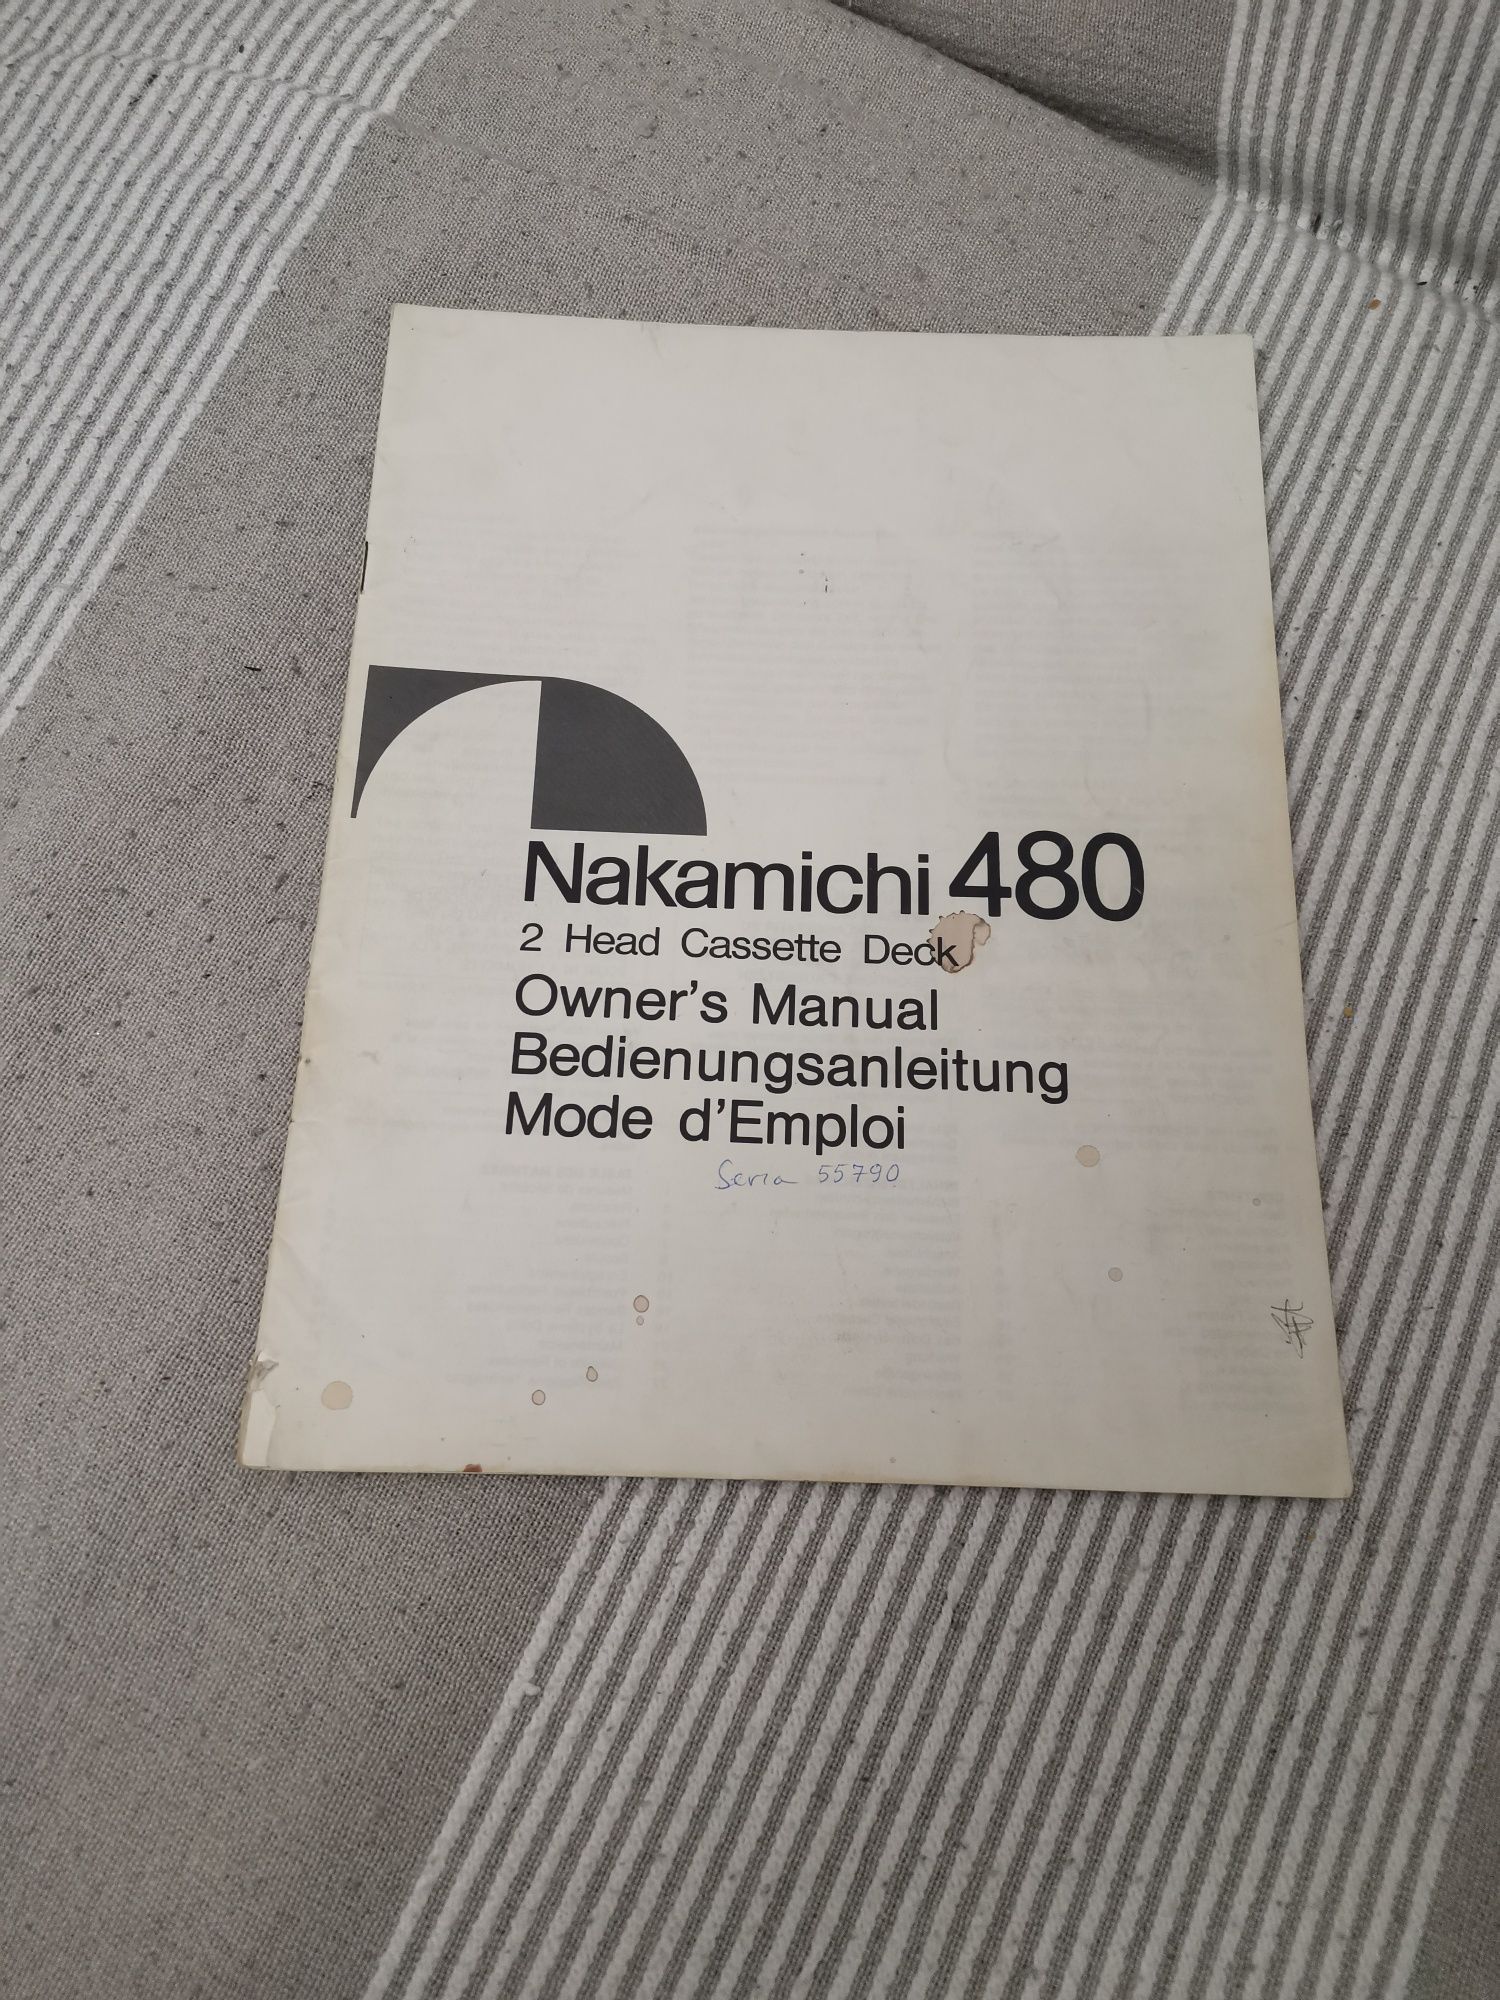 Nakamichi 480
2 Head Cassette Deck
Owner's Manual
Bedienungsanleitung
Mode d'Emploi
Seria 55790